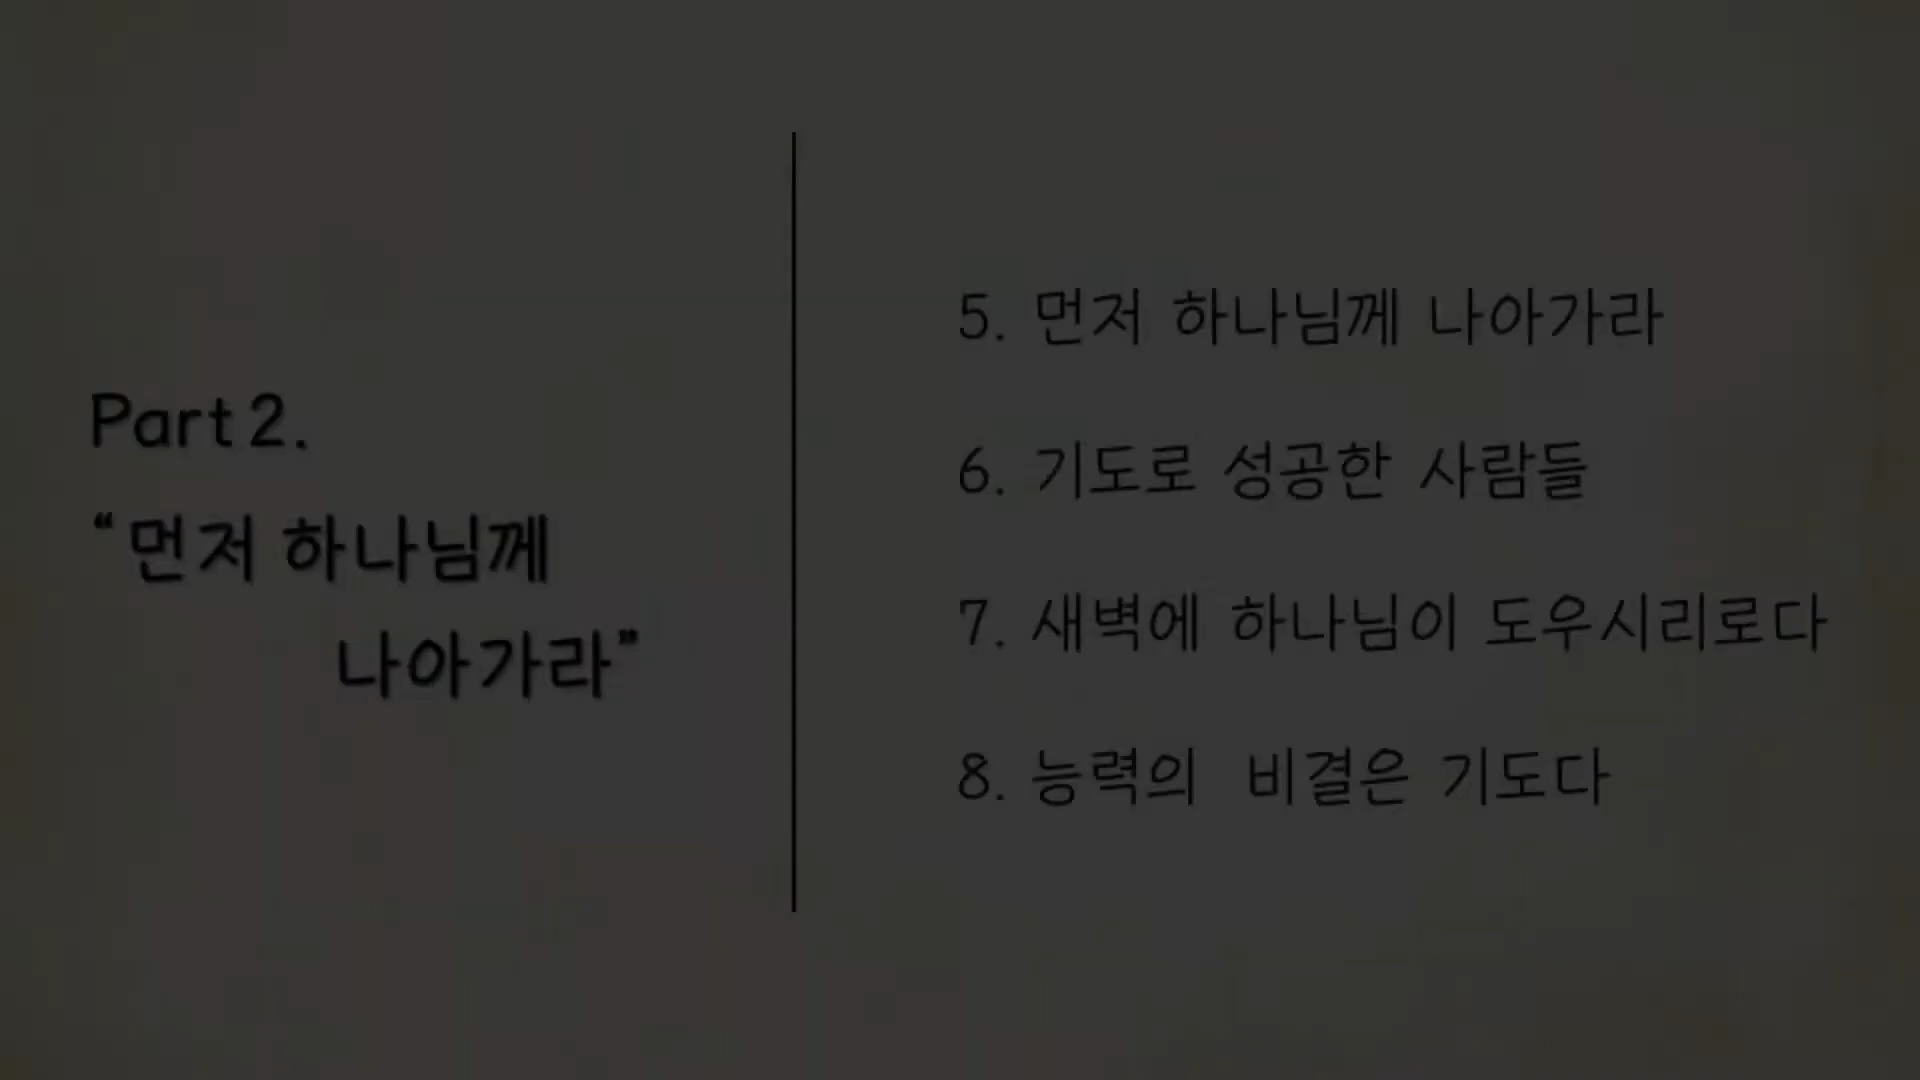 Part 2.
“먼저 하나님께
나아가라”
5. 먼저 하나님께 나아가라
6. 기도로 성공한 사람들
7. 새벽에 하나님이 도우시리로다
8. 능력의 비결은 기도다